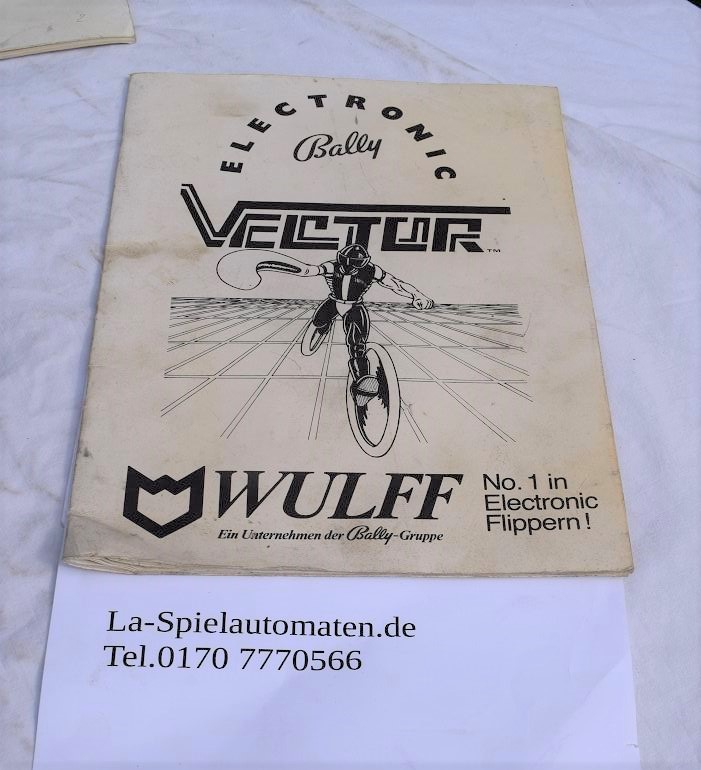 ELECTRONIC
Bally
VECTOR™
WULFF
Ein Unternehmen der Bally-Gruppe
No. 1 in
Electronic
Flippern!
La-Spielautomaten.de
Tel.0170 7770566